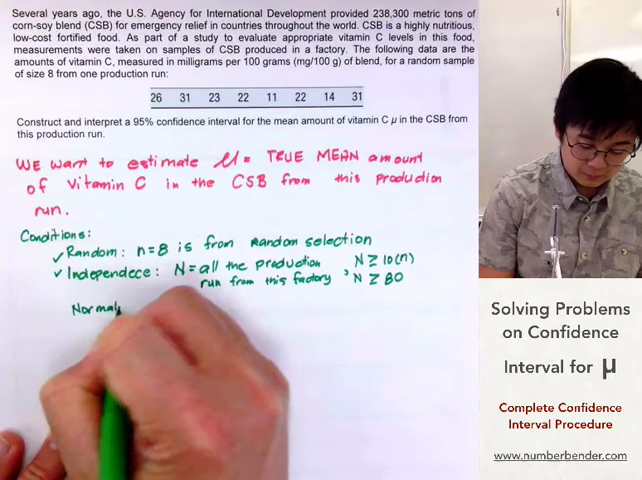 Several years ago, the U.S. Agency for International Development provided 238,300 metric tons of
corn-soy blend (CSB) for emergency relief in countries throughout the world. CSB is a highly nutritious,
low-cost fortified food. As part of a study to evaluate appropriate vitamin C levels in this food,
measurements were taken on samples of CSB produced in a factory. The following data are the
amounts of vitamin C, measured in milligrams per 100 grams (mg/100 g) of blend, for a random sample
of size 8 from one production run:
26 31 23 22 11 22 14 31
Construct and interpret a 95% confidence interval for the mean amount of vitamin C μ in the CSB from
this production run.
WE want to estimate μ = TRUE MEAN amount
of vitamin C in the CSB from this production
run.
Conditions:
✓ Random: n=8 is from random selection
✓ Independece: N=all the production N ≥ 10(n)
run from this factory , N ≥ 80
Normal
Solving Problems
on Confidence
Interval for μ
Complete Confidence
Interval Procedure
www.numberbender.com